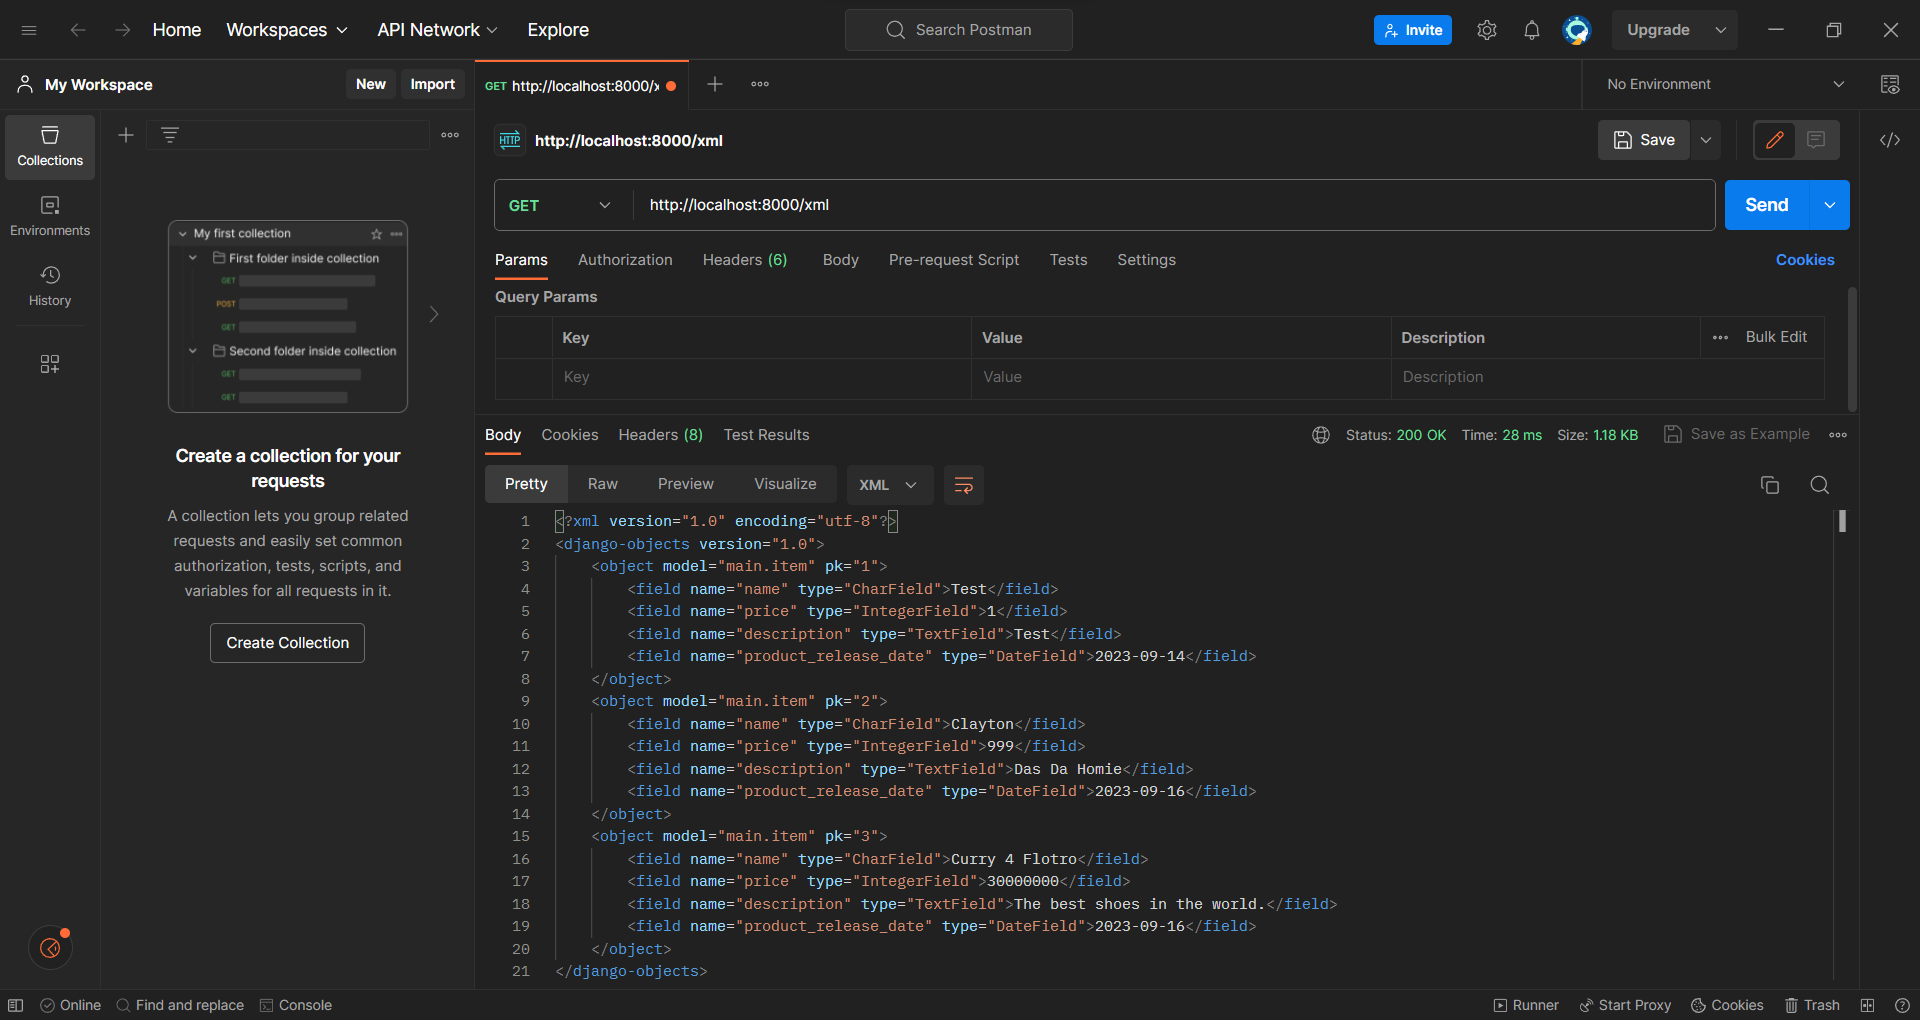 Home Workspaces API Network Explore Search Postman Invite Upgrade
My Workspace New Import GET http://localhost:8000/x No Environment
Collections
Environments
History
My first collection
First folder inside collection
GET
POST
GET
Second folder inside collection
GET
GET
Create a collection for your
requests
A collection lets you group related
requests and easily set common
authorization, tests, scripts, and
variables for all requests in it.
Create Collection
HTTP http://localhost:8000/xml Save
GET http://localhost:8000/xml Send
Params Authorization Headers (6) Body Pre-request Script Tests Settings Cookies
Query Params
Key Value Description Bulk Edit
Key Value Description
Body Cookies Headers (8) Test Results Status: 200 OK Time: 28 ms Size: 1.18 KB Save as Example
Pretty Raw Preview Visualize XML
1 <?xml version="1.0" encoding="utf-8"?>
2 <django-objects version="1.0">
3 <object model="main.item" pk="1">
4 <field name="name" type="CharField">Test</field>
5 <field name="price" type="IntegerField">1</field>
6 <field name="description" type="TextField">Test</field>
7 <field name="product_release_date" type="DateField">2023-09-14</field>
8 </object>
9 <object model="main.item" pk="2">
10 <field name="name" type="CharField">Clayton</field>
11 <field name="price" type="IntegerField">999</field>
12 <field name="description" type="TextField">Das Da Homie</field>
13 <field name="product_release_date" type="DateField">2023-09-16</field>
14 </object>
15 <object model="main.item" pk="3">
16 <field name="name" type="CharField">Curry 4 Flotro</field>
17 <field name="price" type="IntegerField">30000000</field>
18 <field name="description" type="TextField">The best shoes in the world.</field>
19 <field name="product_release_date" type="DateField">2023-09-16</field>
20 </object>
21 </django-objects>
Online Find and replace Console Runner Start Proxy Cookies Trash